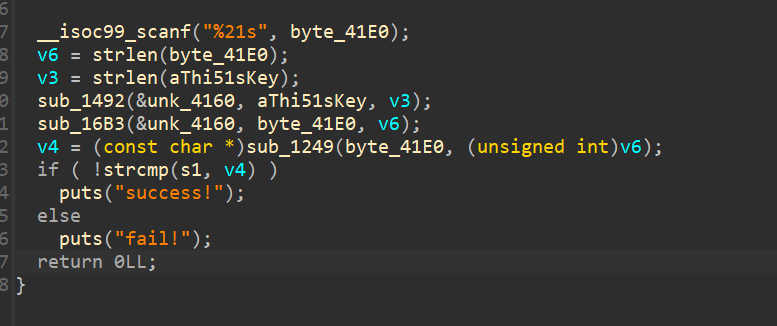 6
7 __isoc99_scanf("%21s", byte_41E0);
8 v6 = strlen(byte_41E0);
9 v3 = strlen(aThi51sKey);
0 sub_1492(&unk_4160, aThi51sKey, v3);
1 sub_16B3(&unk_4160, byte_41E0, v6);
2 v4 = (const char *)sub_1249(byte_41E0, (unsigned int)v6);
3 if ( !strcmp(s1, v4) )
4 puts("success!");
5 else
6 puts("fail!");
7 return 0LL;
8 }